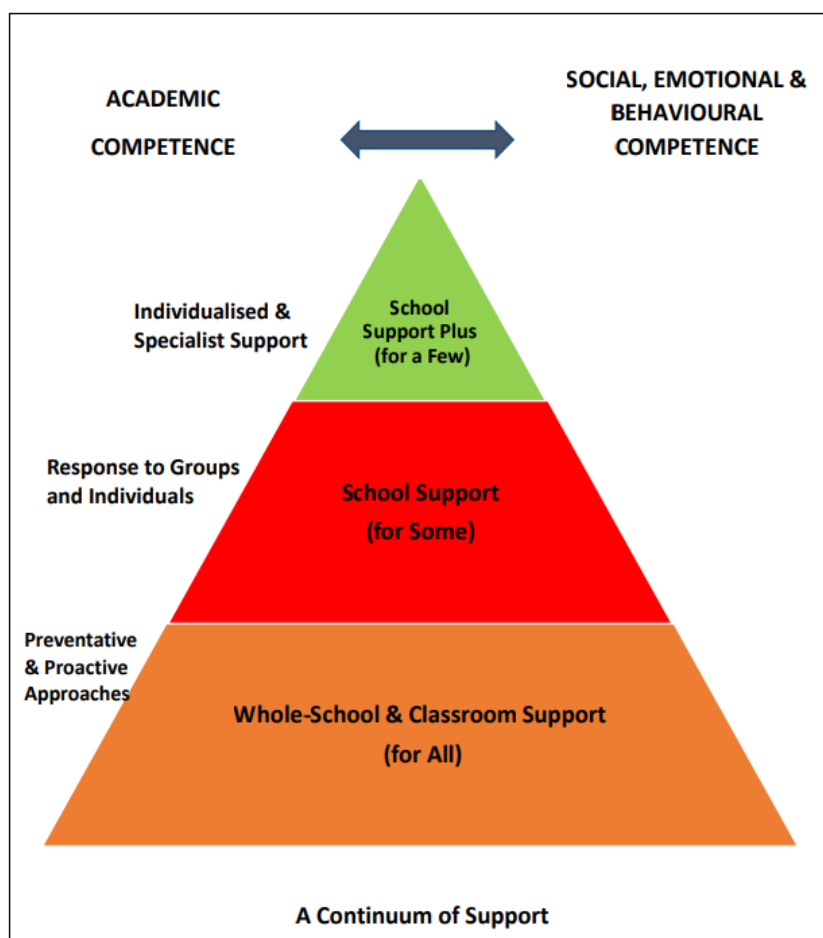 ACADEMIC
COMPETENCE
SOCIAL, EMOTIONAL &
BEHAVIOURAL
COMPETENCE
Individualised &
Specialist Support
School
Support Plus
(for a Few)
Response to Groups
and Individuals
School Support
(for Some)
Preventative
& Proactive
Approaches
Whole-School & Classroom Support
(for All)
A Continuum of Support